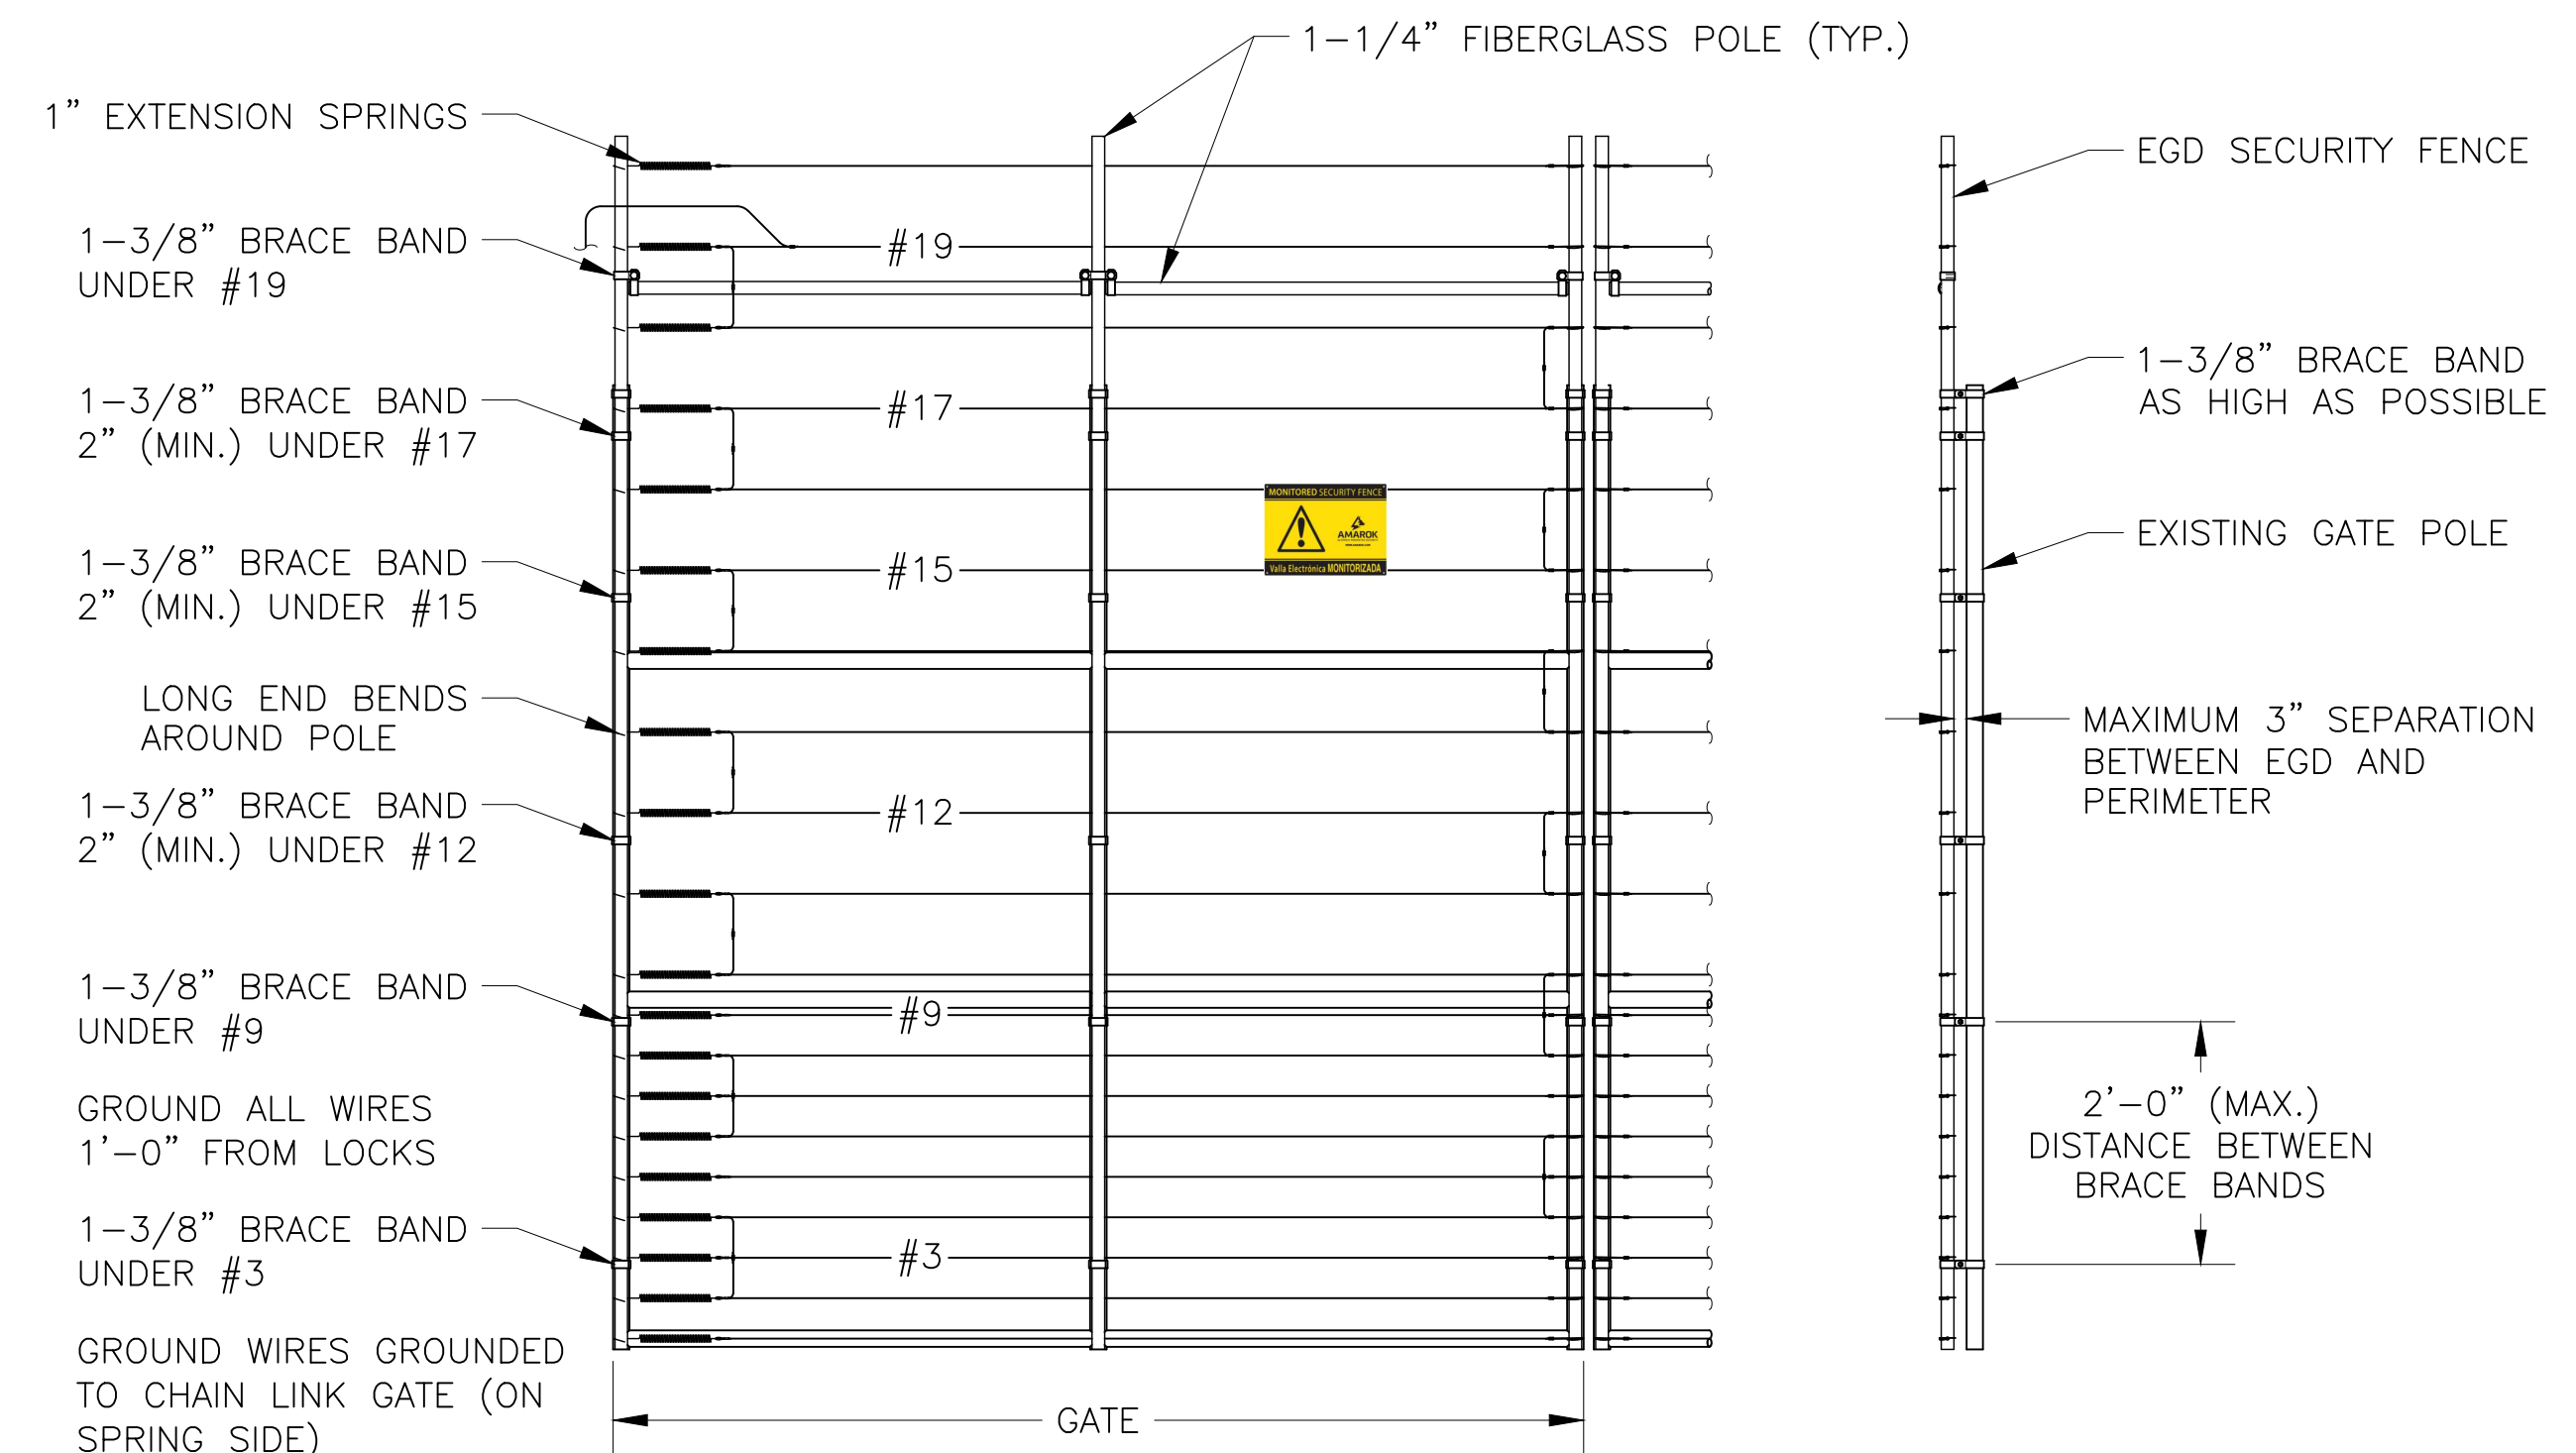 1-1/4" FIBERGLASS POLE (TYP.)
1" EXTENSION SPRINGS
1-3/8" BRACE BAND
UNDER #19
1-3/8" BRACE BAND
2" (MIN.) UNDER #17
1-3/8" BRACE BAND
2" (MIN.) UNDER #15
LONG END BENDS
AROUND POLE
1-3/8" BRACE BAND
2" (MIN.) UNDER #12
1-3/8" BRACE BAND
UNDER #9
GROUND ALL WIRES
1'-0" FROM LOCKS
1-3/8" BRACE BAND
UNDER #3
GROUND WIRES GROUNDED
TO CHAIN LINK GATE (ON
SPRING SIDE)
#19
#17
#15
#12
#9
#3
MONITORED SECURITY FENCE
AMAROK
Valla Electrónica MONITORIZADA
GATE
EGD SECURITY FENCE
1-3/8" BRACE BAND
AS HIGH AS POSSIBLE
EXISTING GATE POLE
MAXIMUM 3" SEPARATION
BETWEEN EGD AND
PERIMETER
2'-0" (MAX.)
DISTANCE BETWEEN
BRACE BANDS